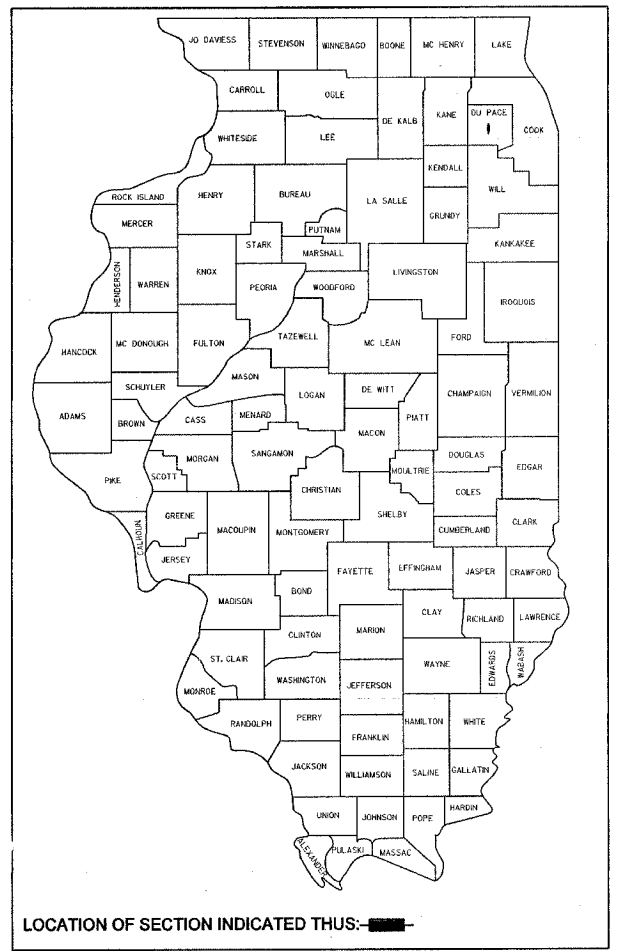 JO DAVIESS STEVENSON WINNEBAGO BOONE MC HENRY LAKE
CARROLL OGLE DE KALB KANE DU PAGE COOK
WHITESIDE LEE
KENDALL
ROCK ISLAND HENRY BUREAU LA SALLE WILL
MERCER PUTNAM GRUNDY
STARK MARSHALL KANKAKEE
HENDERSON WARREN KNOX PEORIA WOODFORD LIVINGSTON IROQUOIS
HANCOCK MC DONOUGH FULTON TAZEWELL MC LEAN FORD
SCHUYLER MASON LOGAN DE WITT CHAMPAIGN VERMILION
ADAMS BROWN CASS MENARD MACON PIATT
PIKE SCOTT MORGAN SANGAMON CHRISTIAN MOULTRIE DOUGLAS EDGAR
COLES
CALHOUN GREENE MACOUPIN MONTGOMERY SHELBY CUMBERLAND CLARK
JERSEY FAYETTE EFFINGHAM JASPER CRAWFORD
MADISON BOND CLAY RICHLAND LAWRENCE
CLINTON MARION
ST. CLAIR WASHINGTON WAYNE EDWARDS WABASH
MONROE JEFFERSON
RANDOLPH PERRY FRANKLIN HAMILTON WHITE
JACKSON WILLIAMSON SALINE GALLATIN
UNION JOHNSON POPE HARDIN
ALEXANDER PULASKI MASSAC
LOCATION OF SECTION INDICATED THUS: